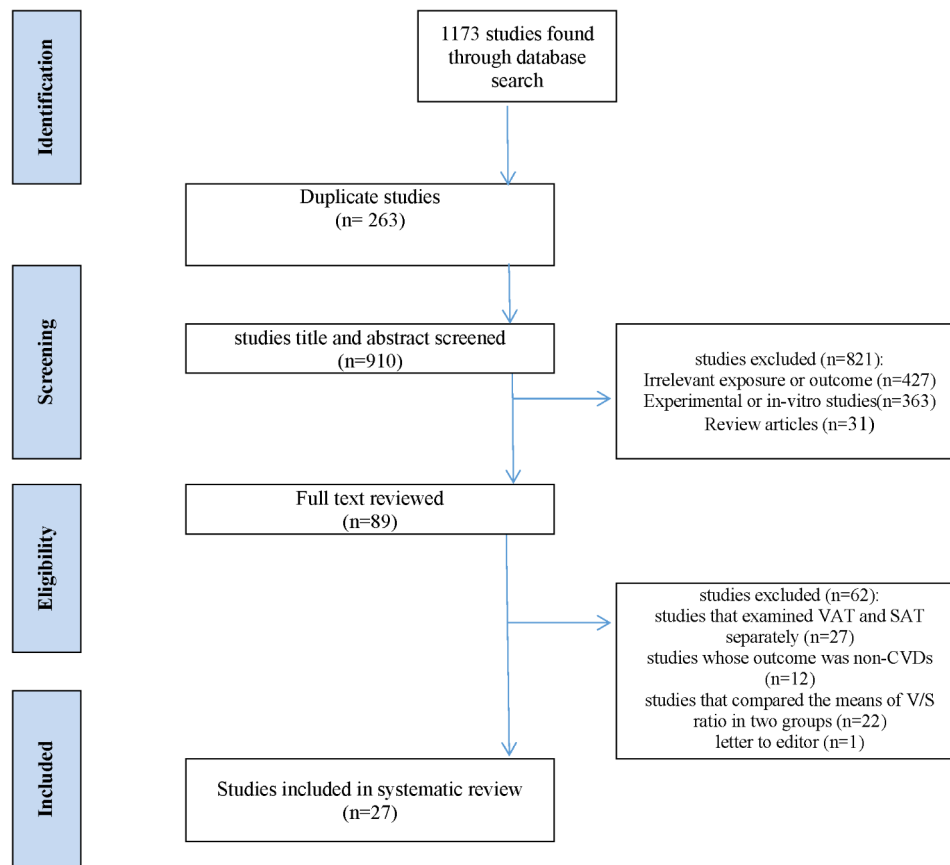 Identification
1173 studies found
through database
search
Duplicate studies
(n= 263)
Screening
studies title and abstract screened
(n=910)
studies excluded (n=821):
Irrelevant exposure or outcome (n=427)
Experimental or in-vitro studies(n=363)
Review articles (n=31)
Eligibility
Full text reviewed
(n=89)
studies excluded (n=62):
studies that examined VAT and SAT
separately (n=27)
studies whose outcome was non-CVDs
(n=12)
studies that compared the means of V/S
ratio in two groups (n=22)
letter to editor (n=1)
Included
Studies included in systematic review
(n=27)